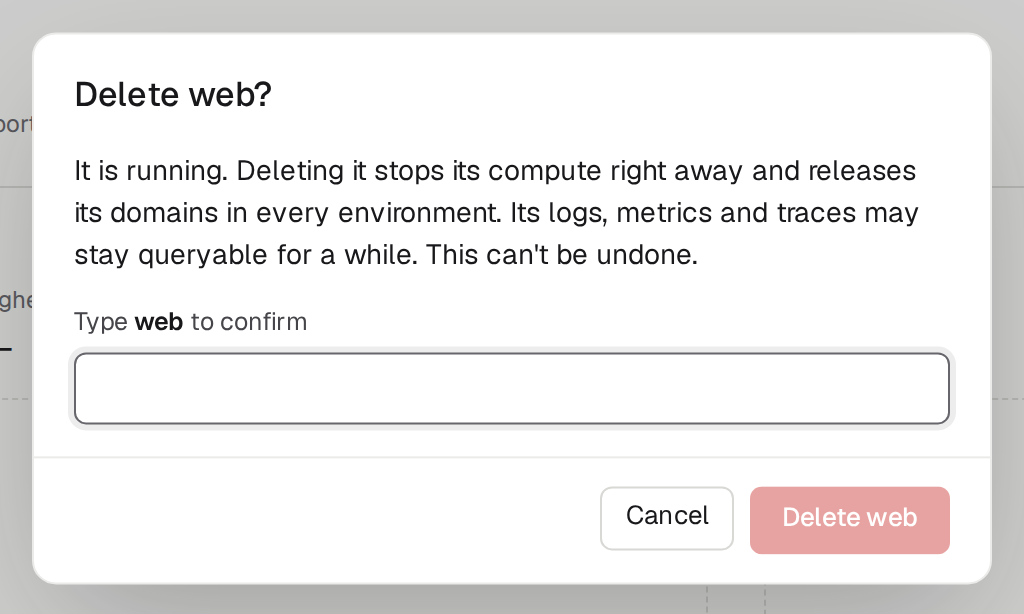 Delete web?
port
It is running. Deleting it stops its compute right away and releases
its domains in every environment. Its logs, metrics and traces may
stay queryable for a while. This can't be undone.
ghe
Type web to confirm
Cancel
Delete web